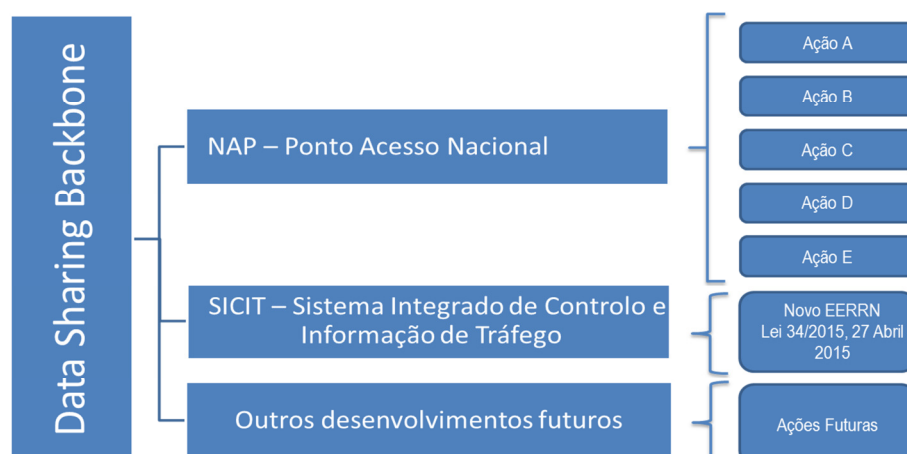 Data Sharing Backbone
NAP – Ponto Acesso Nacional
Ação A
Ação B
Ação C
Ação D
Ação E
SICIT – Sistema Integrado de Controlo e
Informação de Tráfego
Novo EERRN
Lei 34/2015, 27 Abril
2015
Outros desenvolvimentos futuros
Ações Futuras